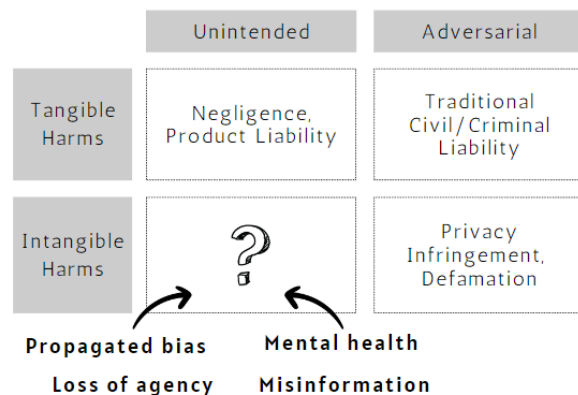 Unintended
Adversarial
Tangible
Harms
Negligence,
Product Liability
Traditional
Civil/Criminal
Liability
Intangible
Harms
?
Privacy
Infringement,
Defamation
Propagated bias
Mental health
Loss of agency
Misinformation